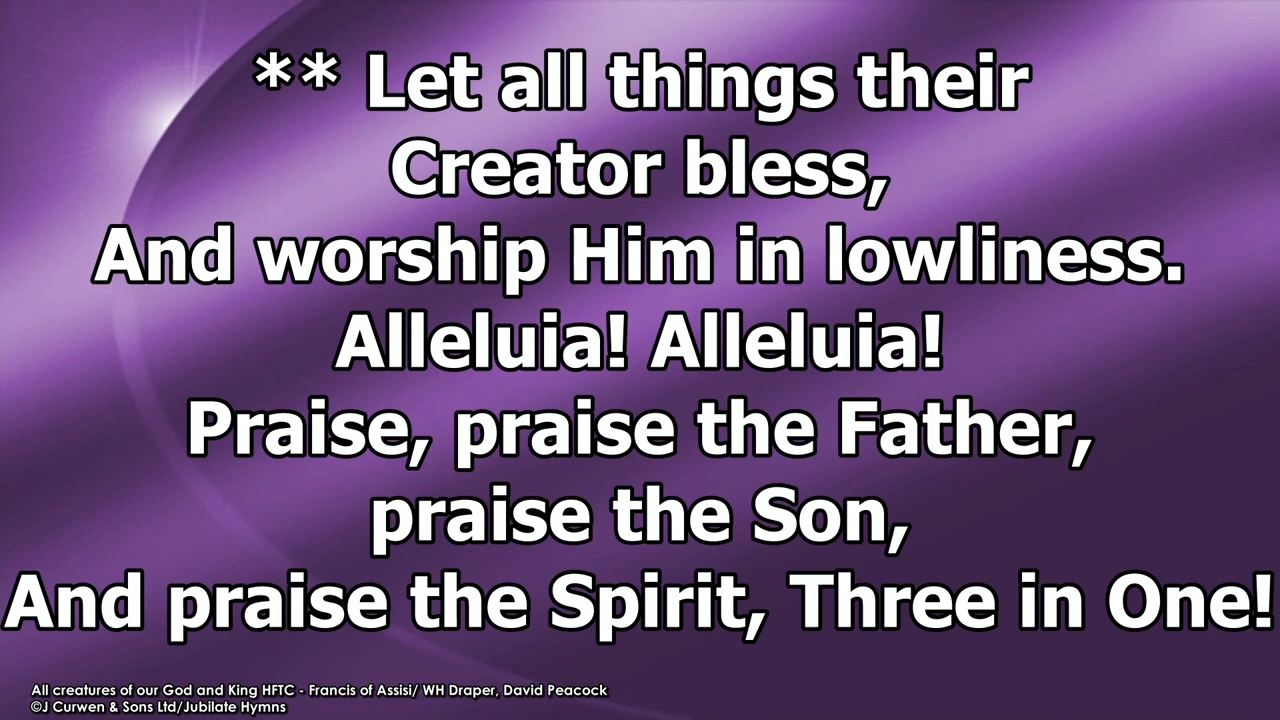 ** Let all things their
Creator bless,
And worship Him in lowliness.
Alleluia! Alleluia!
Praise, praise the Father,
praise the Son,
And praise the Spirit, Three in One!
All creatures of our God and King HFTC - Francis of Assisi/ WH Draper, David Peacock
©J Curwen & Sons Ltd/Jubilate Hymns